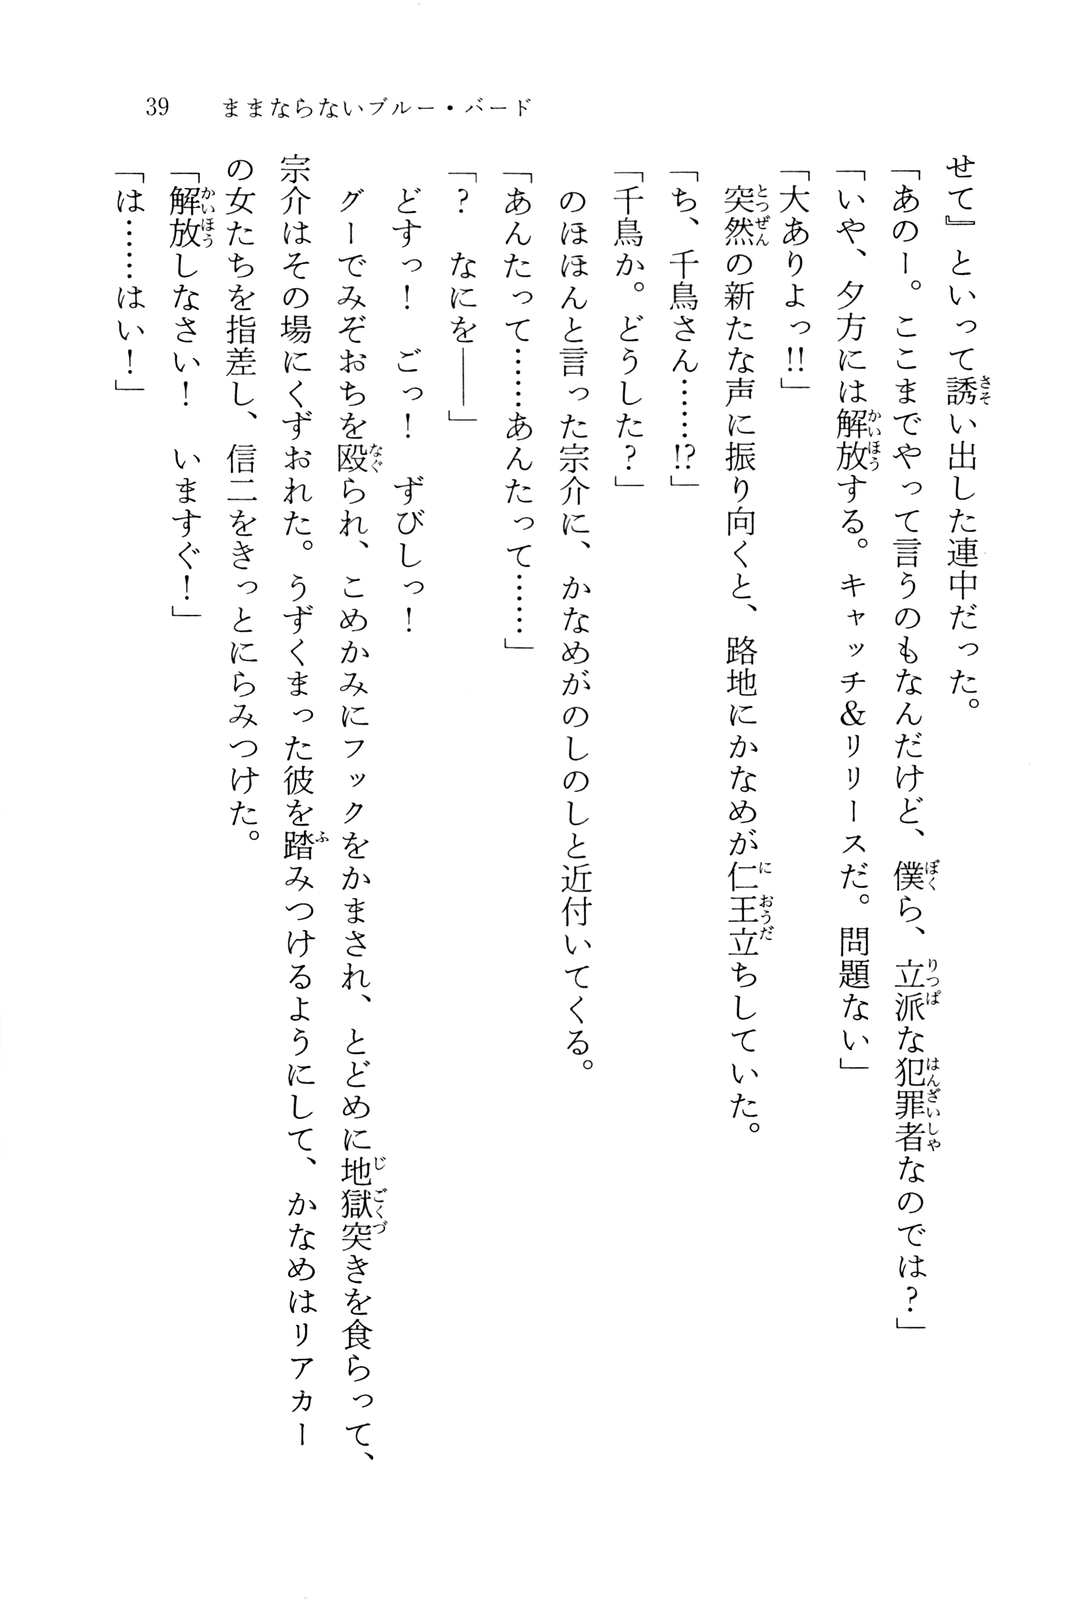 39　ままならないブルー・バード
せて』といって誘い出した連中だった。
「あのー。ここまでやって言うのもなんだけど、僕ら、立派な犯罪者なのでは？」
「いや、夕方には解放する。キャッチ＆リリースだ。問題ない」
「大ありよっ!!」
　突然の新たな声に振り向くと、路地にかなめが仁王立ちしていた。
「ち、千鳥さん……!?」
「千鳥か。どうした？」
　のほほんと言った宗介に、かなめがのしのしと近付いてくる。
「あんたって……あんたって……」
「？　なにを――」
　どすっ！　ごっ！　ずびしっ！
　グーでみぞおちを殴られ、こめかみにフックをかまされ、とどめに地獄突きを食らって、
宗介はその場にくずおれた。うずくまった彼を踏みつけるようにして、かなめはリアカー
の女たちを指差し、信二をきっとにらみつけた。
「解放しなさい！　いますぐ！」
「は……はい！」